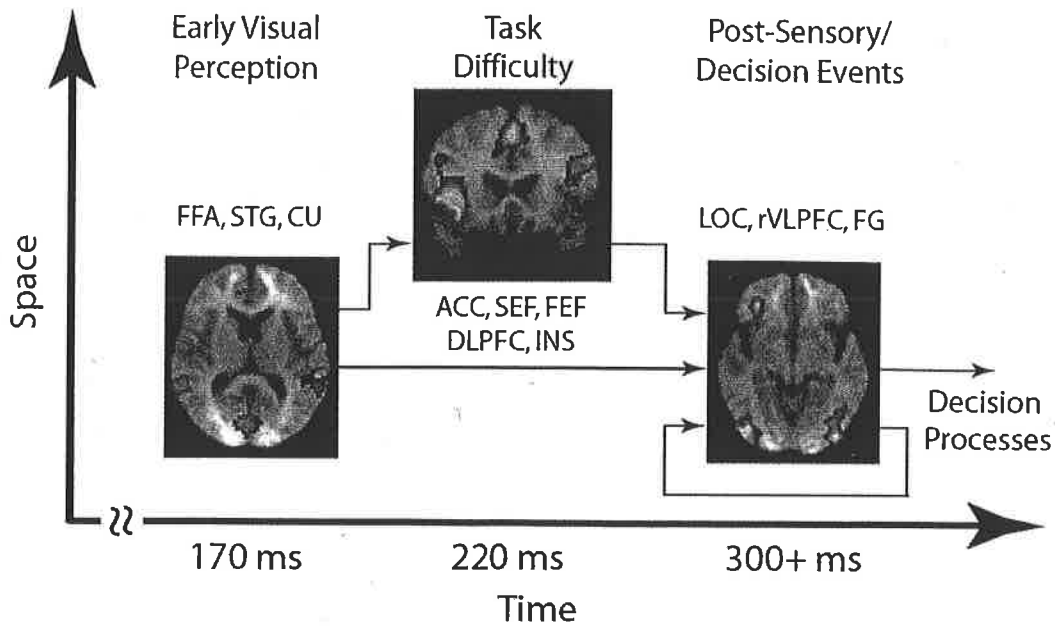 Early Visual
Perception
Task
Difficulty
Post-Sensory/
Decision Events
FFA, STG, CU
LOC, rVLPFC, FG
ACC, SEF, FEF
DLPFC, INS
Space
Decision
Processes
170 ms
220 ms
300+ ms
Time